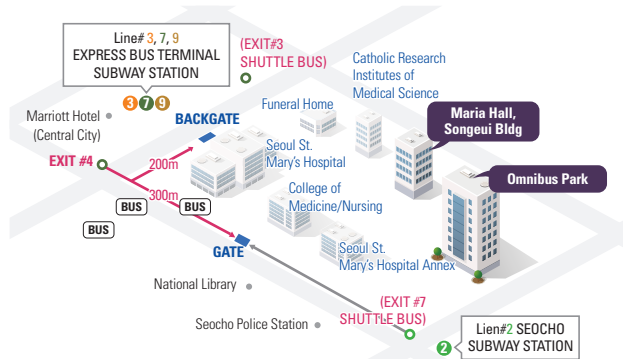 Line# 3, 7, 9
EXPRESS BUS TERMINAL
SUBWAY STATION
3 7 9
(EXIT#3
SHUTTLE BUS)
Catholic Research
Institutes of
Medical Science
Marriott Hotel
(Central City)
BACKGATE
Funeral Home
Maria Hall,
Songeui Bldg
EXIT #4
200m
Seoul St.
Mary's Hospital
Omnibus Park
300m
BUS
BUS
BUS
College of
Medicine/Nursing
GATE
Seoul St.
Mary's Hospital Annex
National Library
(EXIT #7
SHUTTLE BUS)
Seocho Police Station
Lien#2 SEOCHO
SUBWAY STATION
2